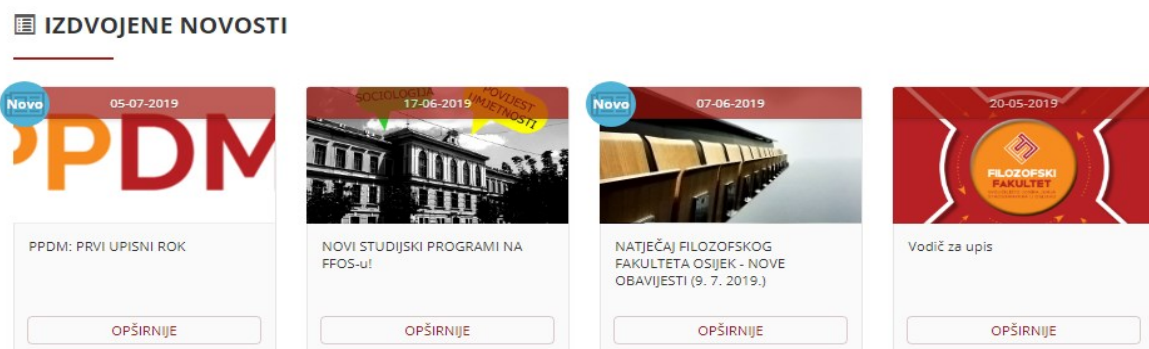 IZDVOJENE NOVOSTI
Novo
05-07-2019
PPDM
PPDM: PRVI UPISNI ROK
OPŠIRNIJE
17-06-2019
SOCIOLOGIJA
POVIJEST
UMJETNOSTI
NOVI STUDIJSKI PROGRAMI NA
FFOS-u!
OPŠIRNIJE
Novo
07-06-2019
NATJEČAJ FILOZOFSKOG
FAKULTETA OSIJEK - NOVE
OBAVIJESTI (9. 7. 2019.)
OPŠIRNIJE
20-05-2019
FILOZOFSKI
FAKULTET
Vodič za upis
OPŠIRNIJE